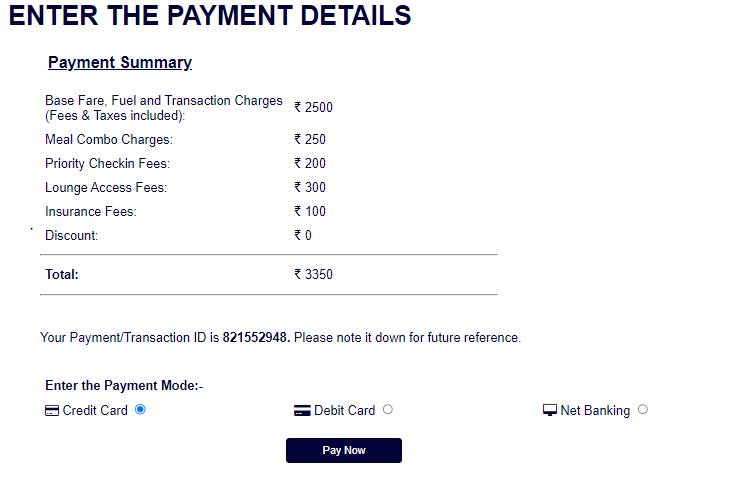 ENTER THE PAYMENT DETAILS
Payment Summary
Base Fare, Fuel and Transaction Charges
(Fees & Taxes included): ₹ 2500
Meal Combo Charges: ₹ 250
Priority Checkin Fees: ₹ 200
Lounge Access Fees: ₹ 300
Insurance Fees: ₹ 100
Discount: ₹ 0
Total: ₹ 3350
Your Payment/Transaction ID is 821552948. Please note it down for future reference.
Enter the Payment Mode:-
Credit Card Debit Card Net Banking
Pay Now